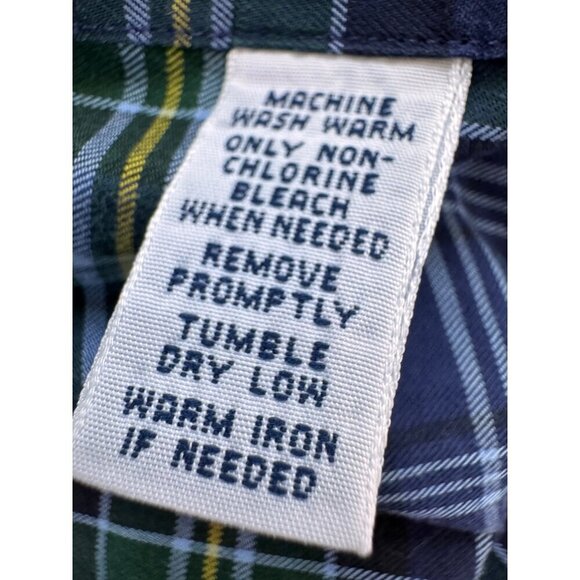 MACHINE
WASH WARM
ONLY NON-
CHLORINE
BLEACH
WHEN NEEDED
REMOVE
PROMPTLY
TUMBLE
DRY LOW
WARM IRON
IF NEEDED